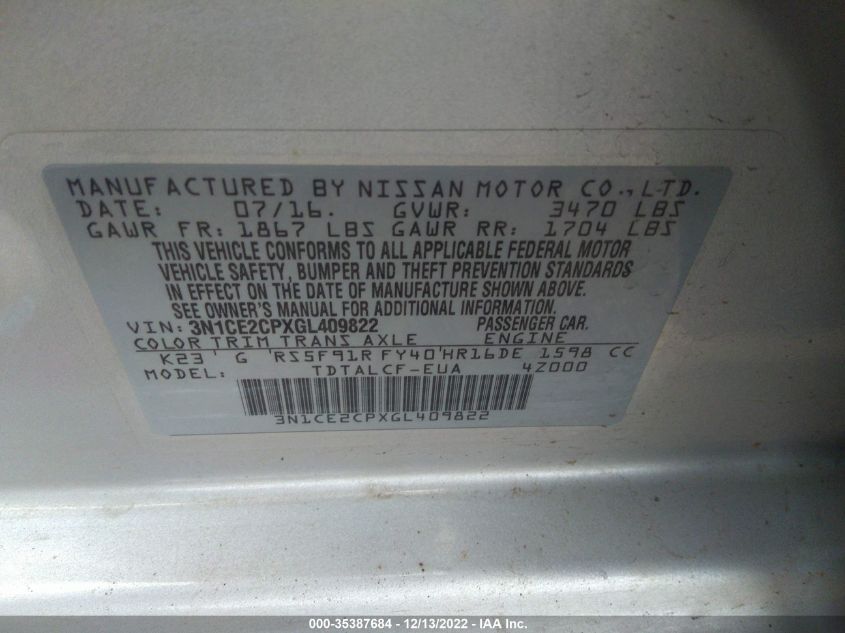 MANUFACTURED BY NISSAN MOTOR CO., LTD.
DATE: 07/16. GVWR: 3470 LBS
GAWR FR: 1867 LBS GAWR RR: 1704 LBS
THIS VEHICLE CONFORMS TO ALL APPLICABLE FEDERAL MOTOR
VEHICLE SAFETY, BUMPER AND THEFT PREVENTION STANDARDS
IN EFFECT ON THE DATE OF MANUFACTURE SHOWN ABOVE.
SEE OWNER'S MANUAL FOR ADDITIONAL INFORMATION.
VIN: 3N1CE2CPXGL409822 PASSENGER CAR.
COLOR TRIM TRANS AXLE ENGINE
K23' G 'RS5F91R FY40'HR16DE 1598 CC
MODEL: TDTALCF-EUA 4Z000
3N1CE2CPXGL409822
000-35387684 - 12/13/2022 - IAA Inc.